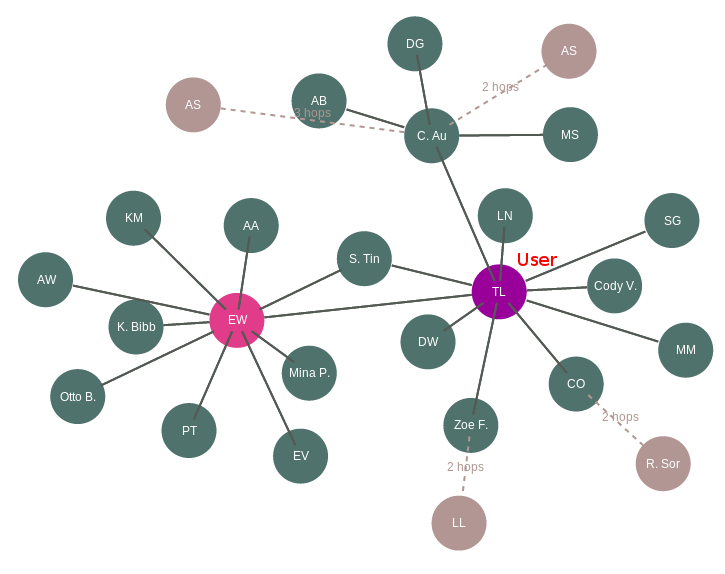 DG
AS
2 hops
AB
AS
3 hops
C. Au
MS
KM
AA
LN
SG
S. Tin
User
AW
Cody V.
TL
K. Bibb
EW
DW
MM
Mina P.
CO
Otto B.
2 hops
PT
Zoe F.
EV
2 hops
R. Sor
LL